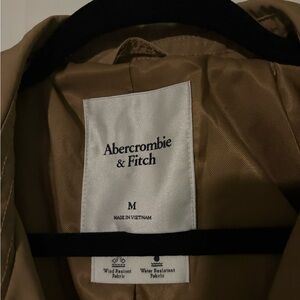 Abercrombie
& Fitch
M
MADE IN VIETNAM
Wind Resistant Water Resistant
Fabric Fabric